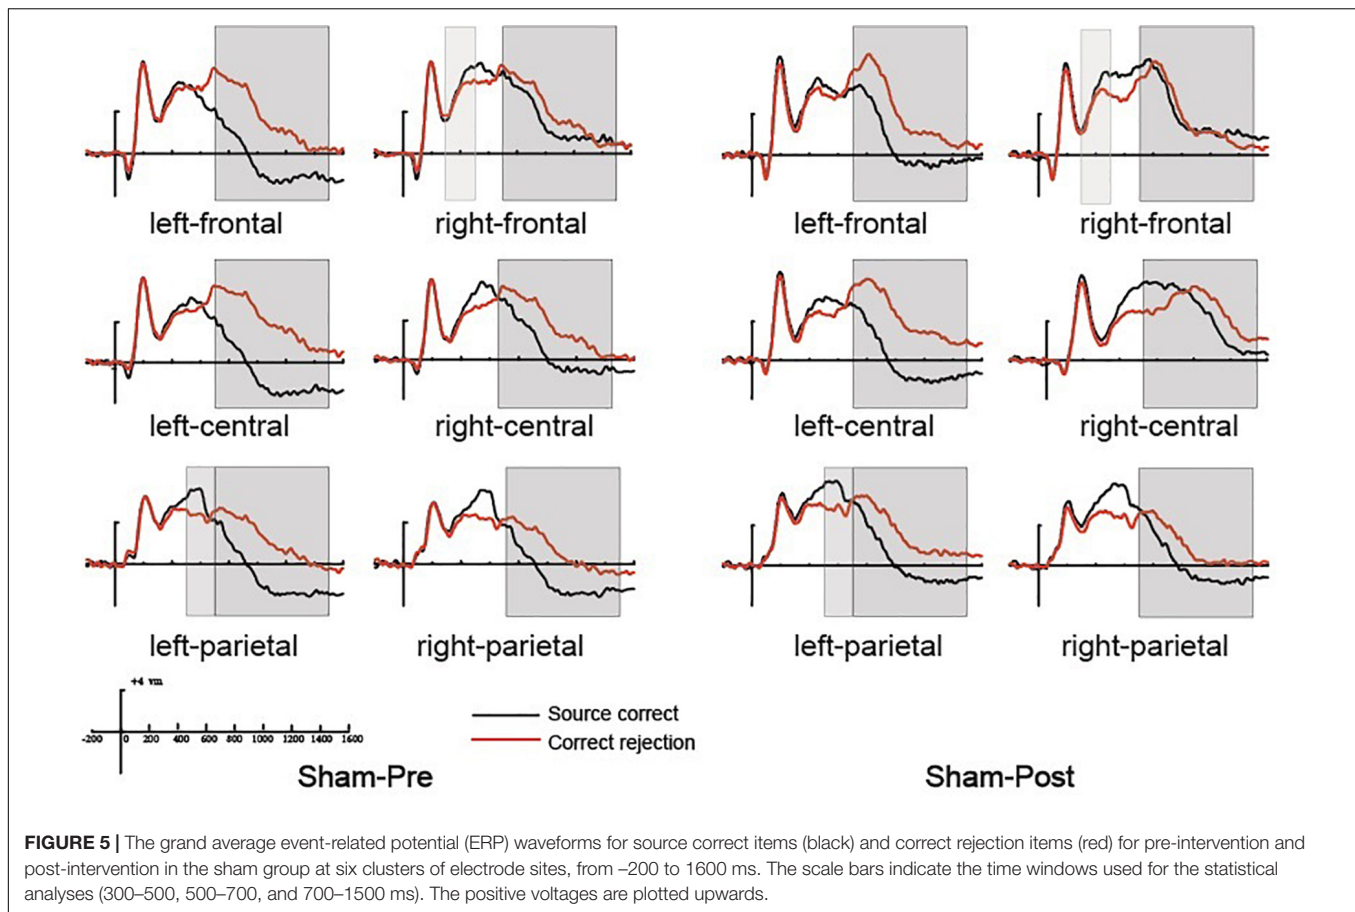 left-frontal
right-frontal
left-frontal
right-frontal
left-central
right-central
left-central
right-central
left-parietal
right-parietal
left-parietal
right-parietal
+4 vm
-200 0 200 400 600 800 1000 1200 1400 1600
Source correct
Correct rejection
Sham-Pre
Sham-Post
FIGURE 5 | The grand average event-related potential (ERP) waveforms for source correct items (black) and correct rejection items (red) for pre-intervention and
post-intervention in the sham group at six clusters of electrode sites, from –200 to 1600 ms. The scale bars indicate the time windows used for the statistical
analyses (300–500, 500–700, and 700–1500 ms). The positive voltages are plotted upwards.